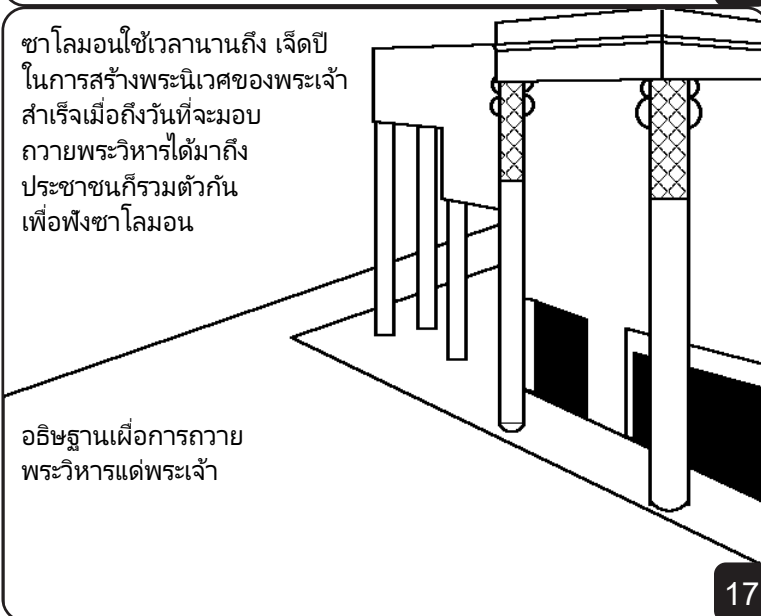 ซาโลมอนใช้เวลานานถึง เจ็ดปี
ในการสร้างพระนิเวศของพระเจ้า
สำเร็จเมื่อถึงวันที่จะมอบ
ถวายพระวิหารได้มาถึง
ประชาชนก็รวมตัวกัน
เพื่อฟังซาโลมอน
อธิษฐานเผื่อการถวาย
พระวิหารแด่พระเจ้า
17